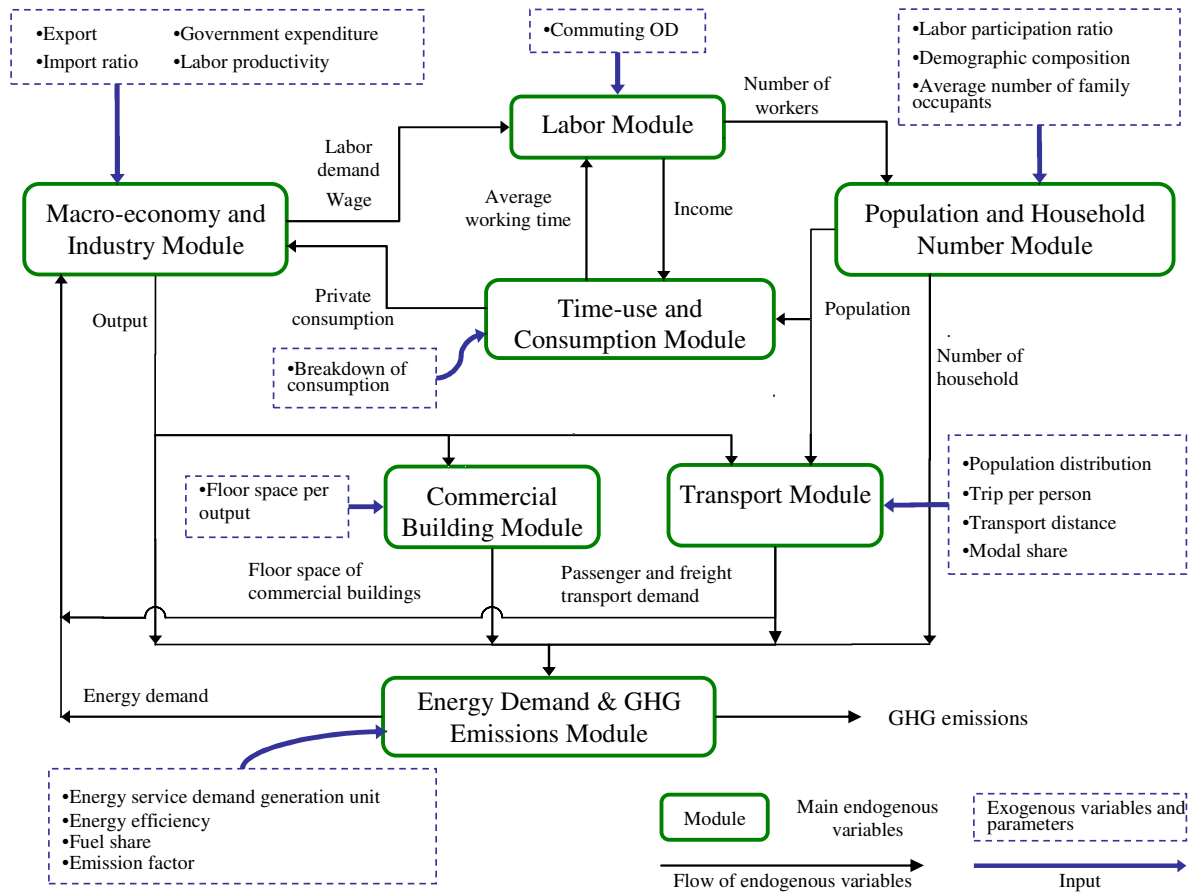 •Export
•Government expenditure
•Import ratio
•Labor productivity
•Commuting OD
•Labor participation ratio
•Demographic composition
•Average number of family
occupants
Number of
workers
Labor Module
Labor
demand
Wage
Average
working time
Income
Macro-economy and
Industry Module
Population and Household
Number Module
Output
Private
consumption
Time-use and
Consumption Module
Population
•Breakdown of
consumption
Number of
household
•Floor space per
output
Commercial
Building Module
Transport Module
•Population distribution
•Trip per person
•Transport distance
•Modal share
Floor space of
commercial buildings
Passenger and freight
transport demand
Energy demand
Energy Demand & GHG
Emissions Module
GHG emissions
•Energy service demand generation unit
•Energy efficiency
•Fuel share
•Emission factor
Module
Main endogenous
variables
Exogenous variables and
parameters
Flow of endogenous variables
Input